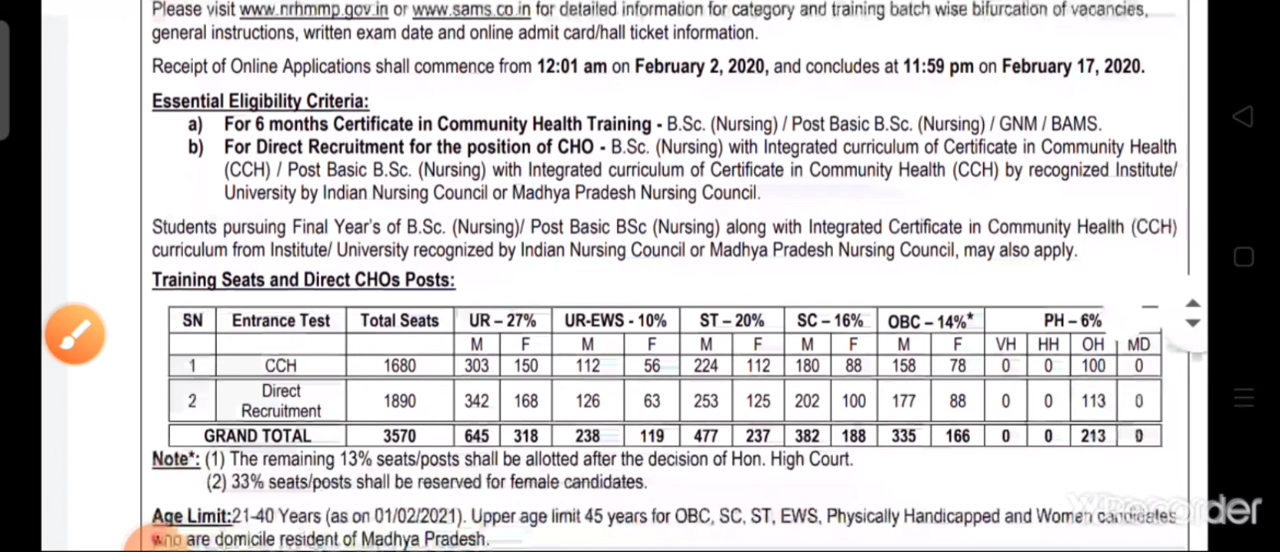 Please visit www.nrhmmp.gov.in or www.sams.co.in for detailed information for category and training batch wise bifurcation of vacancies,
general instructions, written exam date and online admit card/hall ticket information.
Receipt of Online Applications shall commence from 12:01 am on February 2, 2020, and concludes at 11:59 pm on February 17, 2020.
Essential Eligibility Criteria:
a) For 6 months Certificate in Community Health Training - B.Sc. (Nursing) / Post Basic B.Sc. (Nursing) / GNM / BAMS.
b) For Direct Recruitment for the position of CHO - B.Sc. (Nursing) with Integrated curriculum of Certificate in Community Health
(CCH) / Post Basic B.Sc. (Nursing) with Integrated curriculum of Certificate in Community Health (CCH) by recognized Institute/
University by Indian Nursing Council or Madhya Pradesh Nursing Council.
Students pursuing Final Year's of B.Sc. (Nursing)/ Post Basic BSc (Nursing) along with Integrated Certificate in Community Health (CCH)
curriculum from Institute/ University recognized by Indian Nursing Council or Madhya Pradesh Nursing Council, may also apply.
Training Seats and Direct CHOs Posts:
SN Entrance Test Total Seats UR – 27% UR-EWS - 10% ST – 20% SC – 16% OBC – 14%* PH – 6%
M F M F M F M F M F VH HH OH MD
1 CCH 1680 303 150 112 56 224 112 180 88 158 78 0 0 100 0
2 Direct Recruitment 1890 342 168 126 63 253 125 202 100 177 88 0 0 113 0
GRAND TOTAL 3570 645 318 238 119 477 237 382 188 335 166 0 0 213 0
Note*: (1) The remaining 13% seats/posts shall be allotted after the decision of Hon. High Court.
(2) 33% seats/posts shall be reserved for female candidates.
Age Limit:21-40 Years (as on 01/02/2021). Upper age limit 45 years for OBC, SC, ST, EWS, Physically Handicapped and Women candidates
who are domicile resident of Madhya Pradesh.